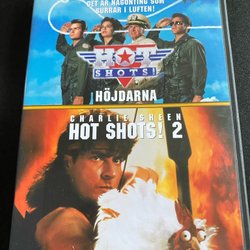 DET ÄR NÅGONTING SOM
SURRAR I LUFTEN!
HOT
SHOTS!
HÖJDARNA
CHARLIE SHEEN
HOT SHOTS! 2